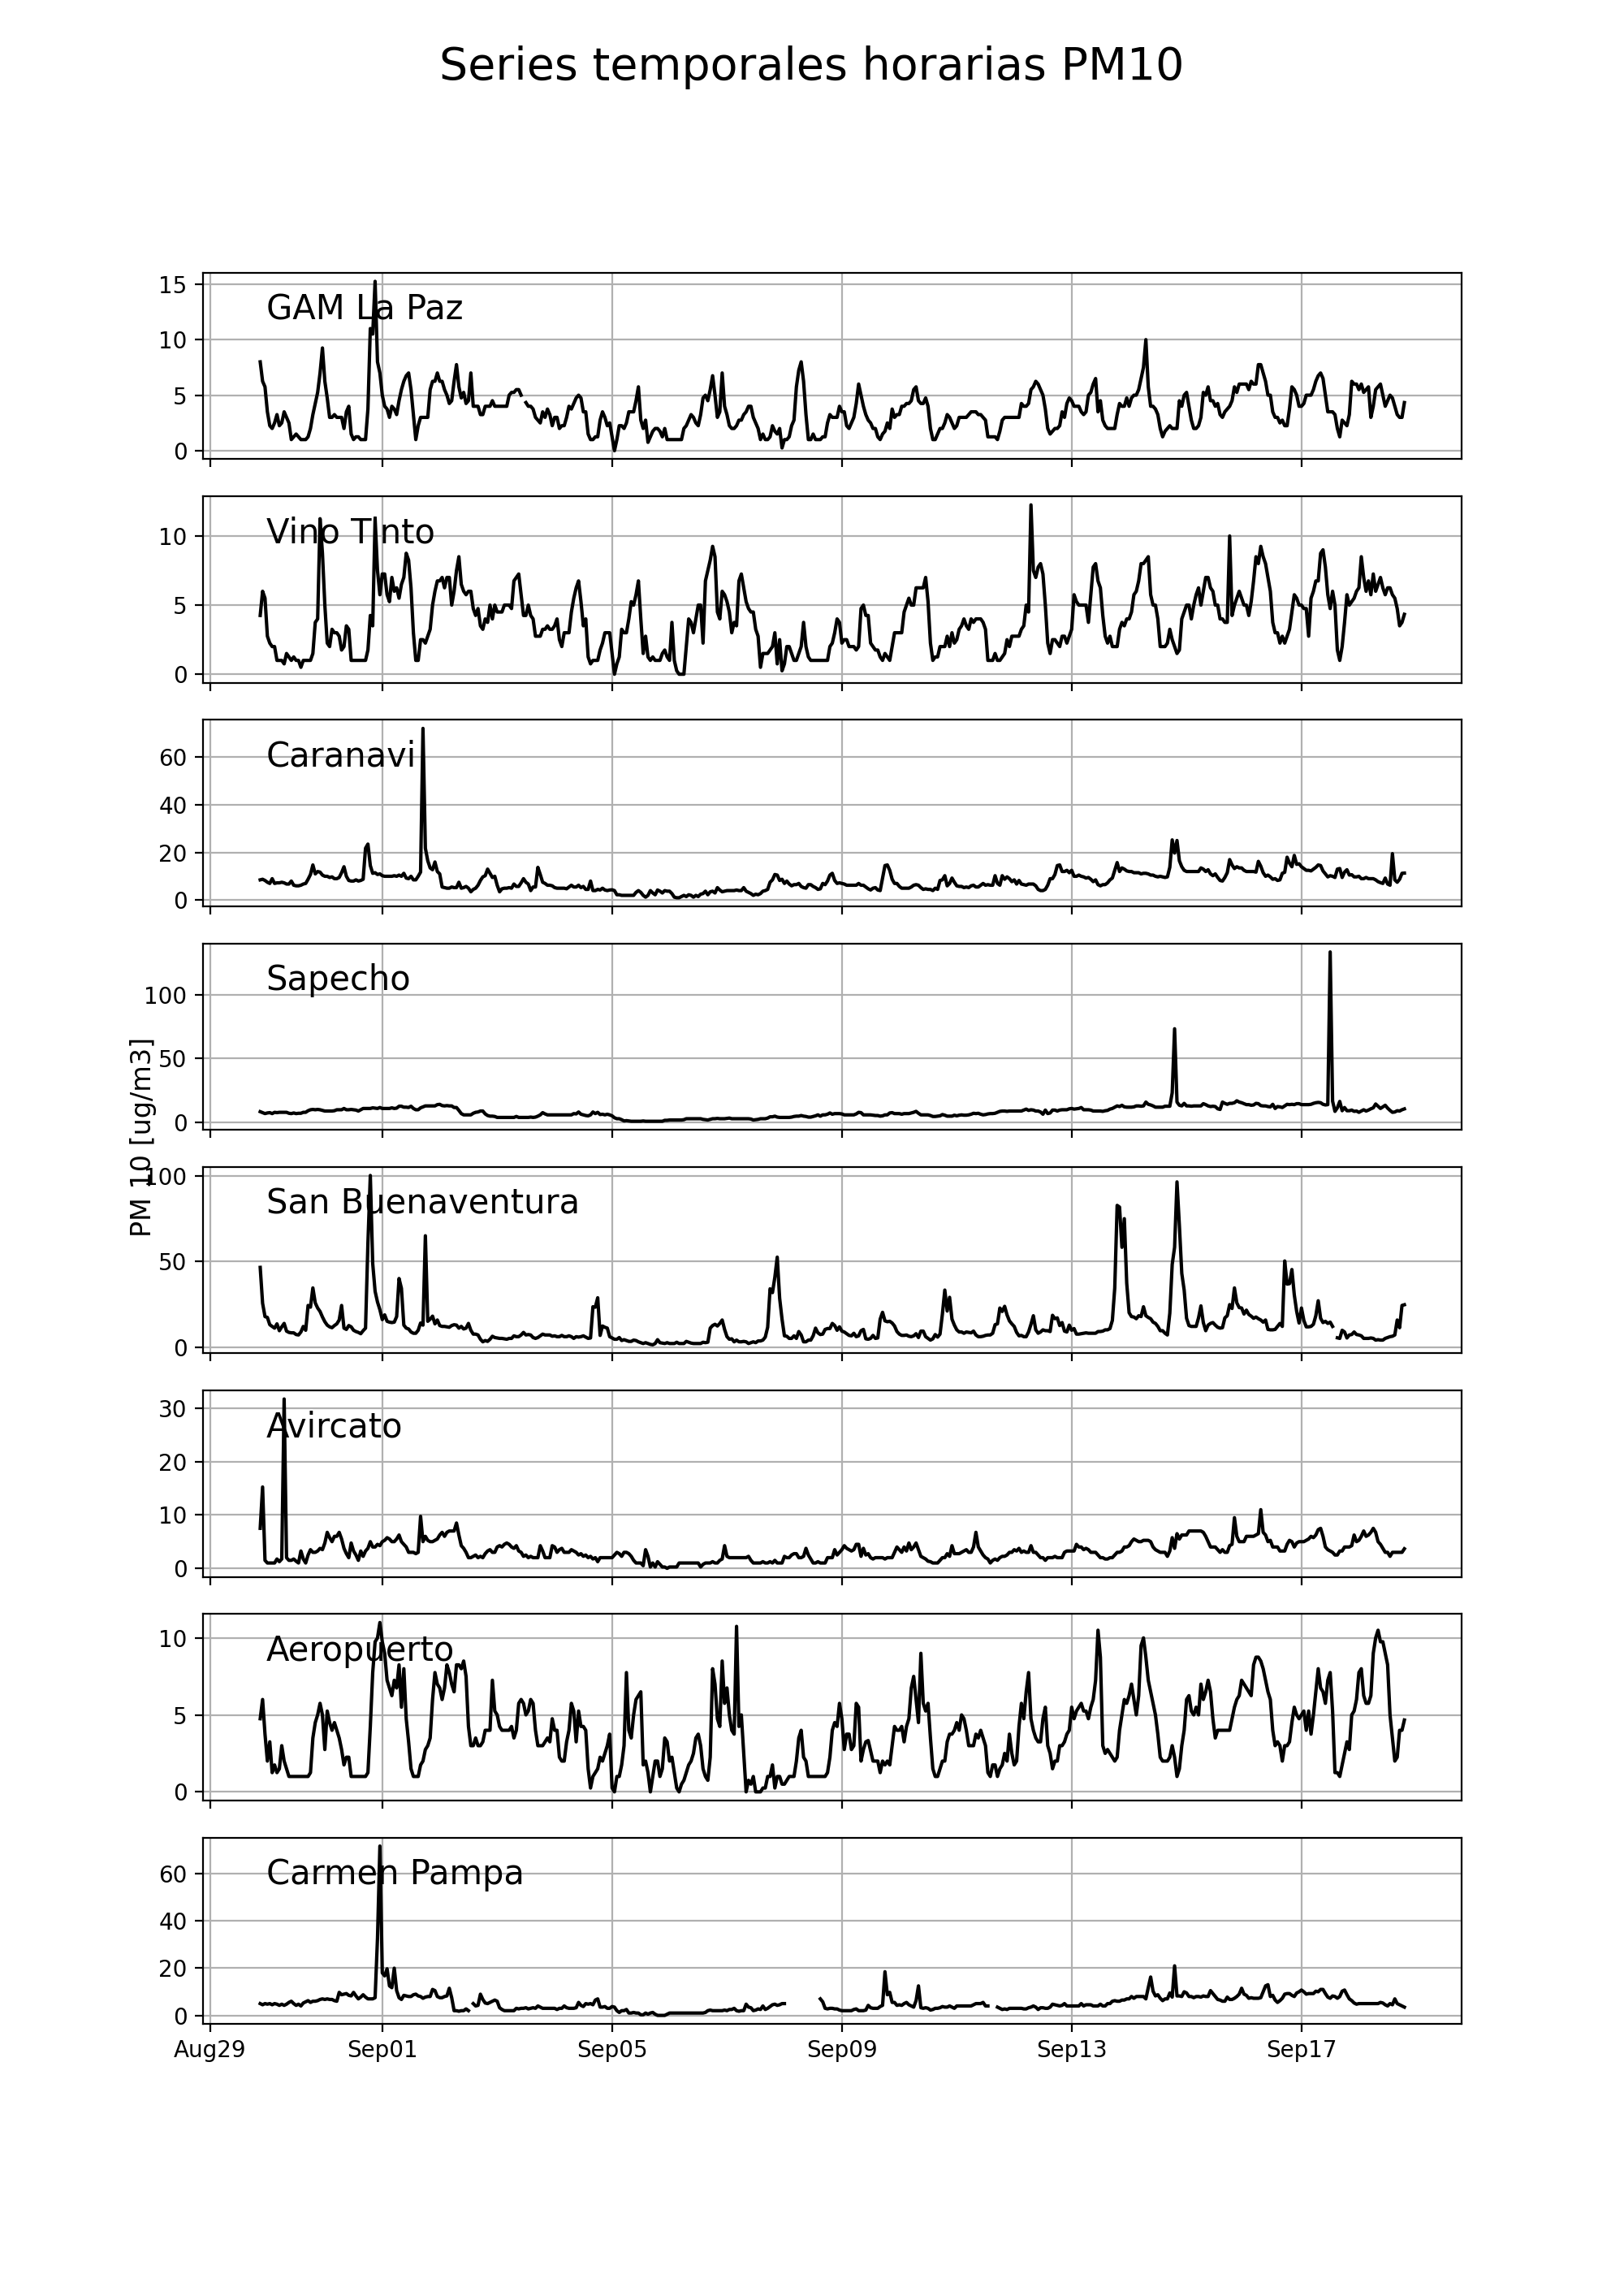 Series temporales horarias PM10
15
10
5
0
GAM La Paz
10
5
0
Vino Tinto
60
40
20
0
Caranavi
100
50
0
Sapecho
PM 10 [ug/m3]
100
50
0
San Buenaventura
30
20
10
0
Avircato
10
5
0
Aeropuerto
60
40
20
0
Carmen Pampa
Aug29 Sep01 Sep05 Sep09 Sep13 Sep17